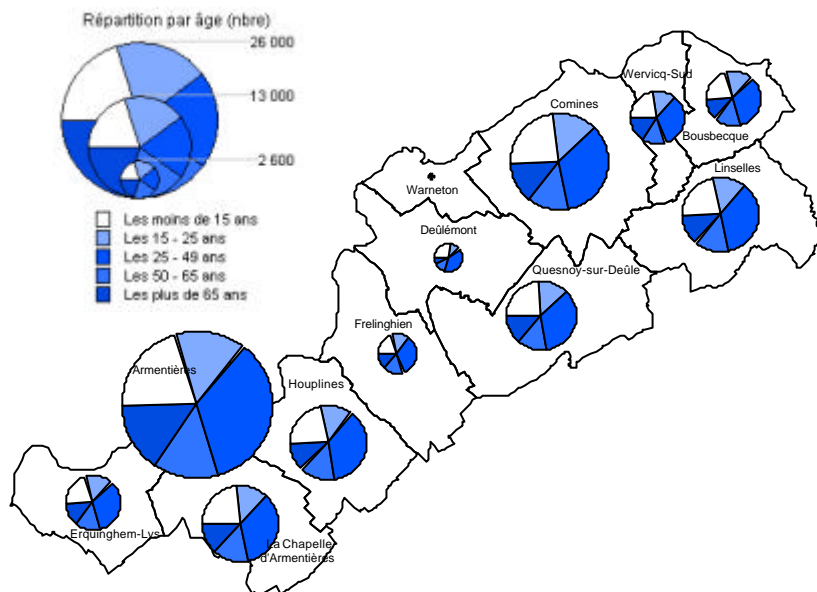 Répartition par âge (nbre)
26 000
13 000
2 600
Les moins de 15 ans
Les 15 - 25 ans
Les 25 - 49 ans
Les 50 - 65 ans
Les plus de 65 ans
Wervicq-Sud
Comines
Bousbecque
Linselles
Warneton
Deûlémont
Quesnoy-sur-Deûle
Frelinghien
Armentières
Houplines
Erquinghem-Lys
La Chapelle
d'Armentières